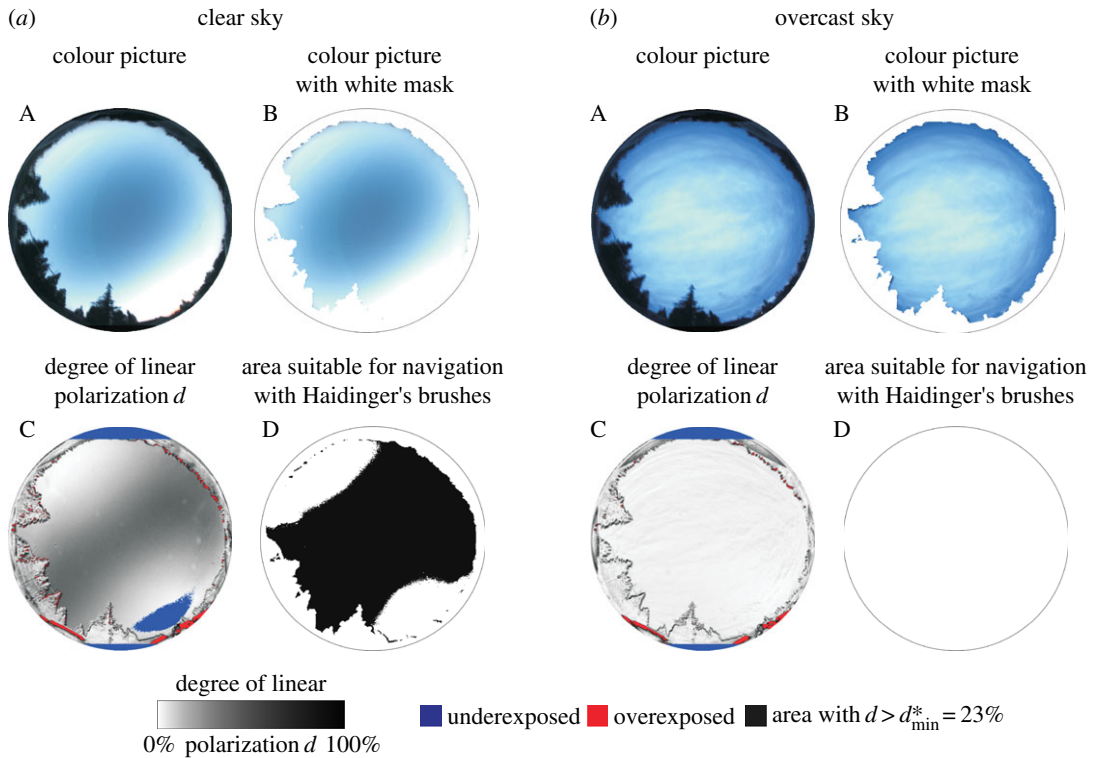 (a) clear sky
(b) overcast sky
colour picture
colour picture
with white mask
colour picture
colour picture
with white mask
A
B
A
B
degree of linear
polarization d
area suitable for navigation
with Haidinger's brushes
degree of linear
polarization d
area suitable for navigation
with Haidinger's brushes
C
D
C
D
degree of linear
0% polarization d 100%
underexposed
overexposed
area with d > d*min = 23%